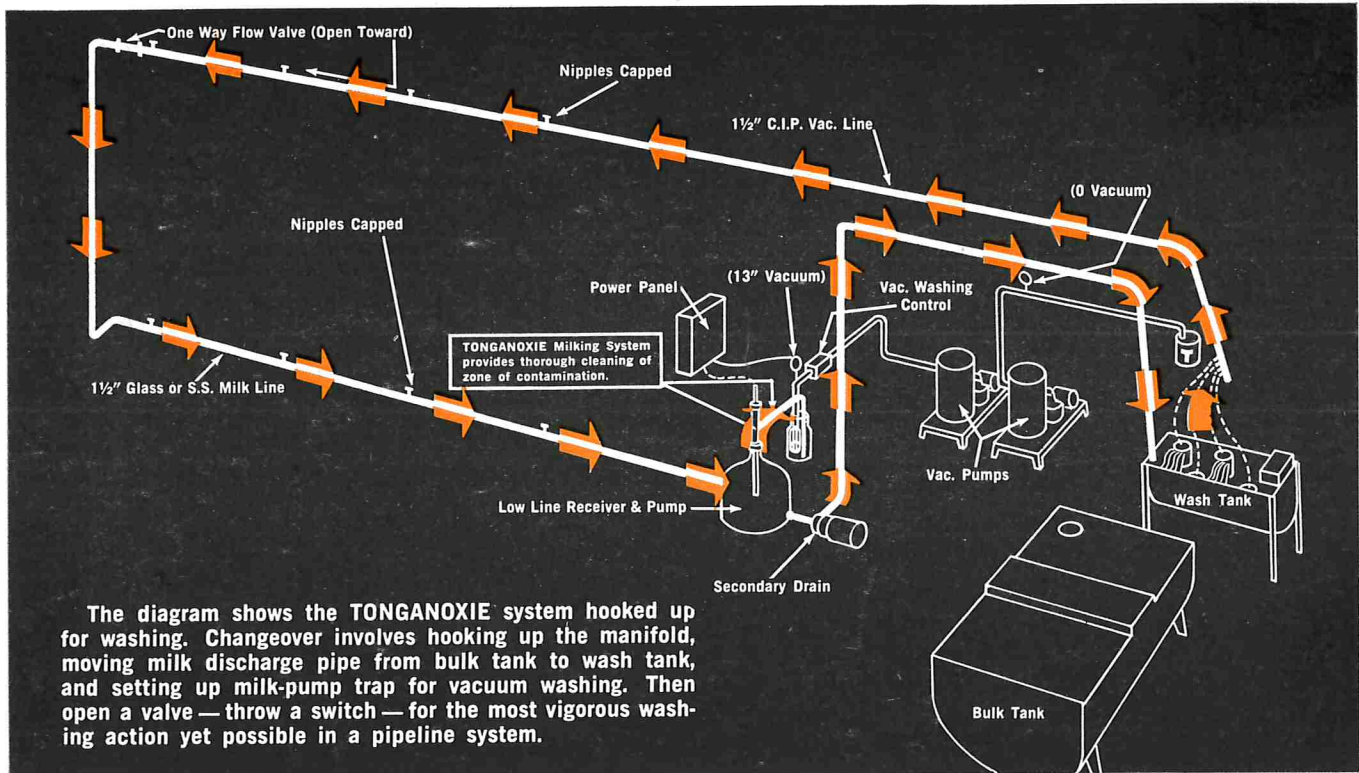 One Way Flow Valve (Open Toward)
Nipples Capped
1½" C.I.P. Vac. Line
(0 Vacuum)
Nipples Capped
(13" Vacuum)
Power Panel
Vac. Washing
Control
TONGANOXIE Milking System
provides thorough cleaning of
zone of contamination.
1½" Glass or S.S. Milk Line
Vac. Pumps
Wash Tank
Low Line Receiver & Pump
Secondary Drain
The diagram shows the TONGANOXIE system hooked up
for washing. Changeover involves hooking up the manifold,
moving milk discharge pipe from bulk tank to wash tank,
and setting up milk-pump trap for vacuum washing. Then
open a valve — throw a switch — for the most vigorous wash-
ing action yet possible in a pipeline system.
Bulk Tank
T